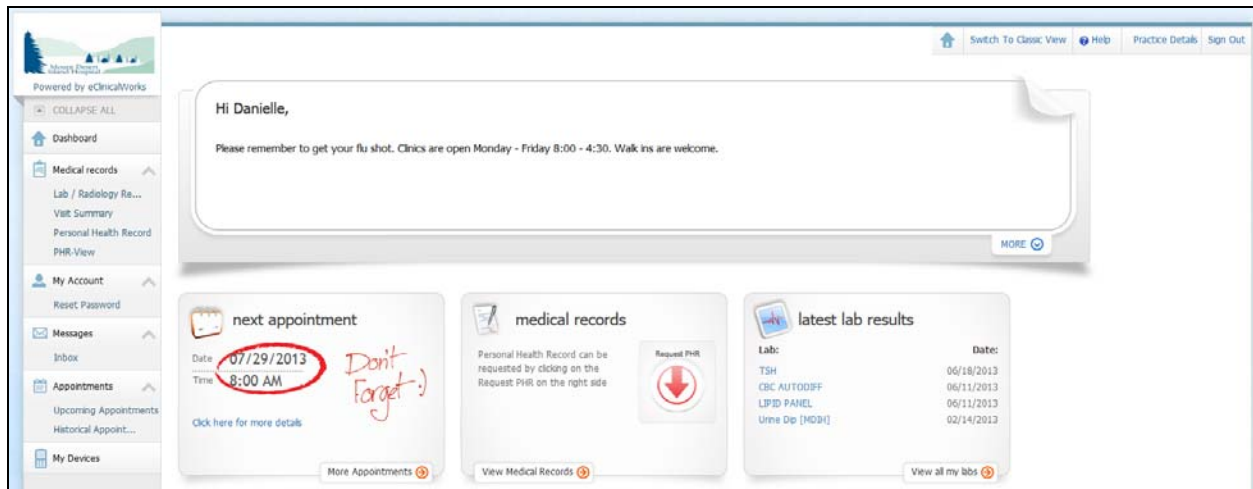 Mount Desert
Island Hospital
Powered by eClinicalWorks
Switch To Classic View Help Practice Details Sign Out
COLLAPSE ALL
Dashboard
Medical records
Lab / Radiology Re...
Visit Summary
Personal Health Record
PHR-View
My Account
Reset Password
Messages
Inbox
Appointments
Upcoming Appointments
Historical Appoint...
My Devices
Hi Danielle,
Please remember to get your flu shot. Clinics are open Monday - Friday 8:00 - 4:30. Walk ins are welcome.
MORE
next appointment
Date 07/29/2013
Time 8:00 AM
Don't
Forget :)
Click here for more details
More Appointments
medical records
Personal Health Record can be
requested by clicking on the
Request PHR on the right side
Request PHR
View Medical Records
latest lab results
Lab: Date:
TSH 06/18/2013
CBC AUTODIFF 06/11/2013
LIPID PANEL 06/11/2013
Urine Dip [MDIH] 02/14/2013
View all my labs